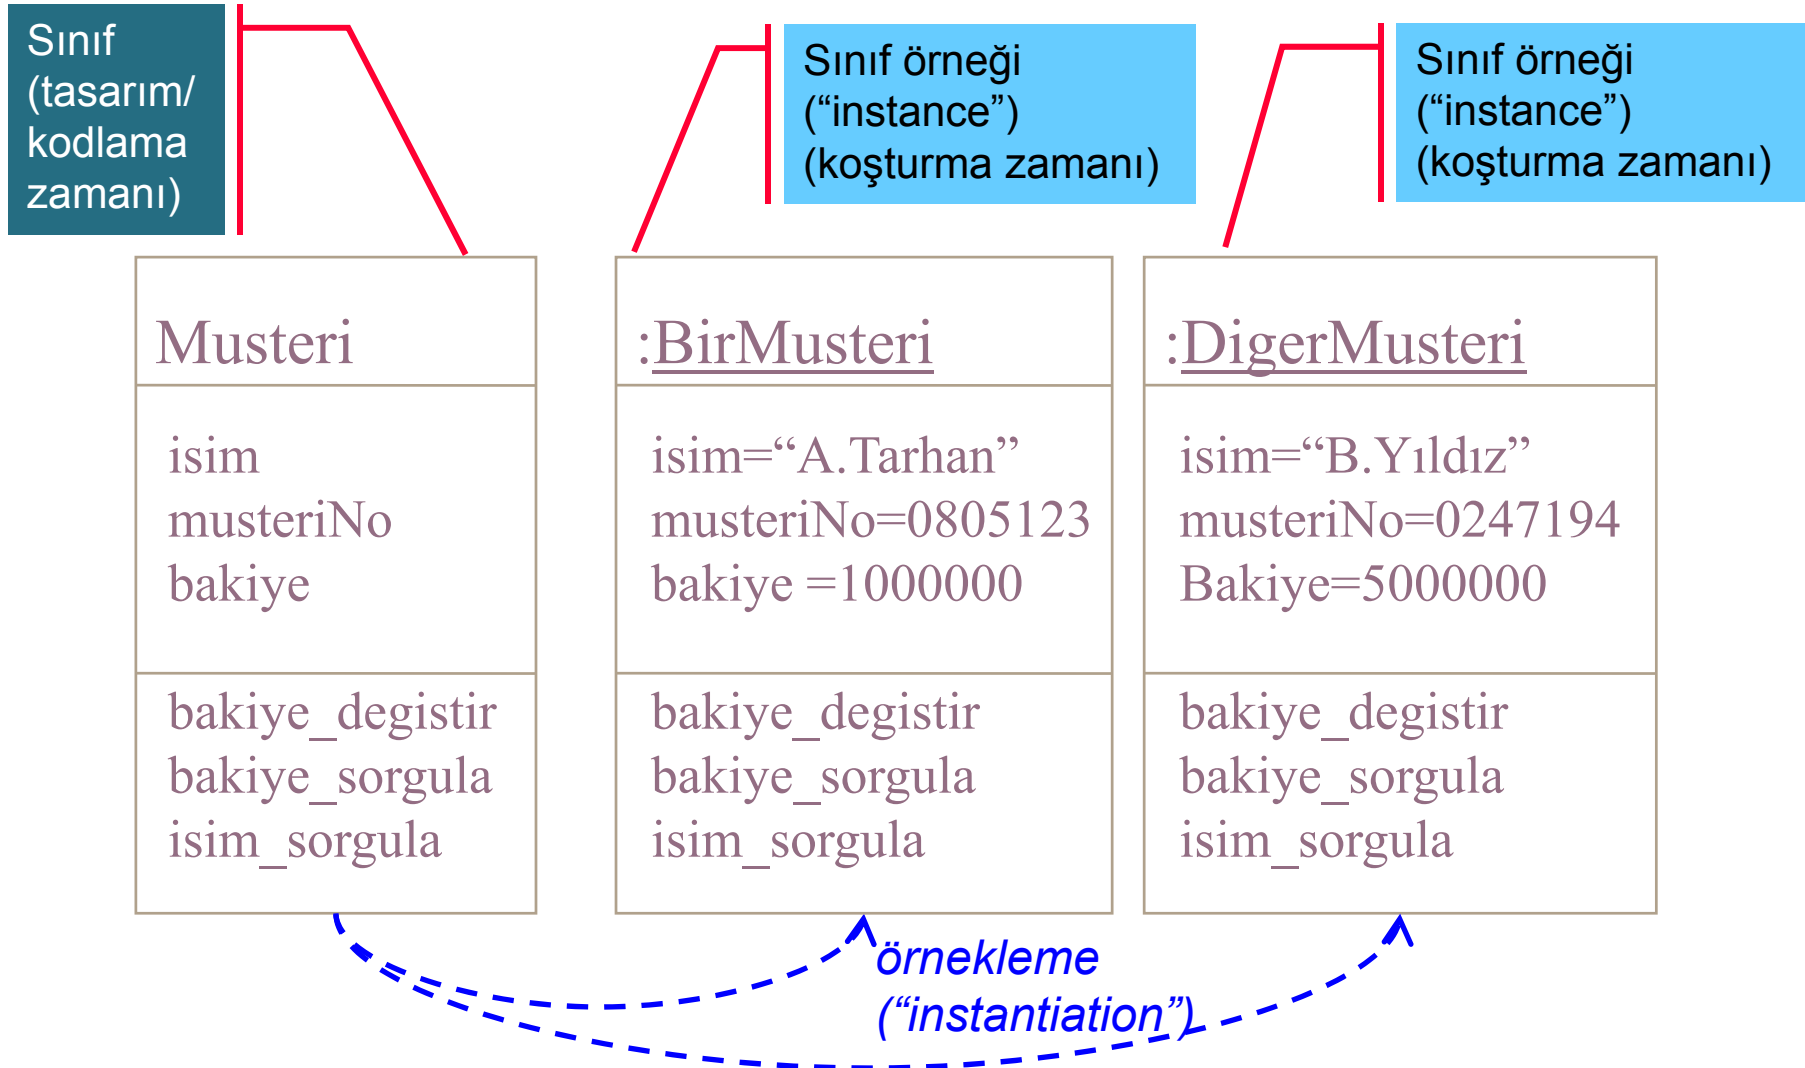 Sınıf
(tasarım/
kodlama
zamanı)
Sınıf örneği
(“instance”)
(koşturma zamanı)
Sınıf örneği
(“instance”)
(koşturma zamanı)
Musteri
isim
musteriNo
bakiye
bakiye_degistir
bakiye_sorgula
isim_sorgula
:BirMusteri
isim=“A.Tarhan”
musteriNo=0805123
bakiye =1000000
bakiye_degistir
bakiye_sorgula
isim_sorgula
:DigerMusteri
isim=“B.Yıldız”
musteriNo=0247194
Bakiye=5000000
bakiye_degistir
bakiye_sorgula
isim_sorgula
örnekleme
(“instantiation”)